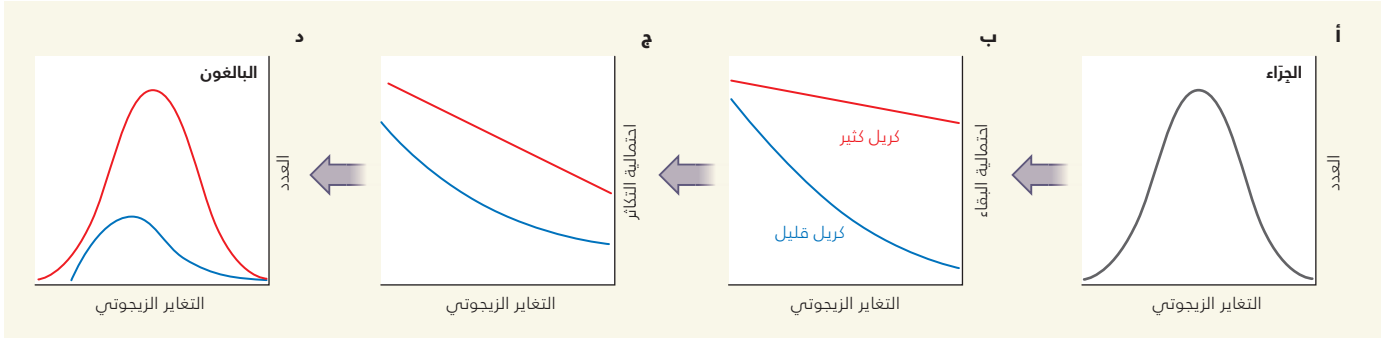 أ
الجِرَاء
العدد
التغاير الزيجوتي
ب
كريل كثير
كريل قليل
احتمالية البقاء
التغاير الزيجوتي
ج
احتمالية التكاثر
التغاير الزيجوتي
د
البالغون
العدد
التغاير الزيجوتي